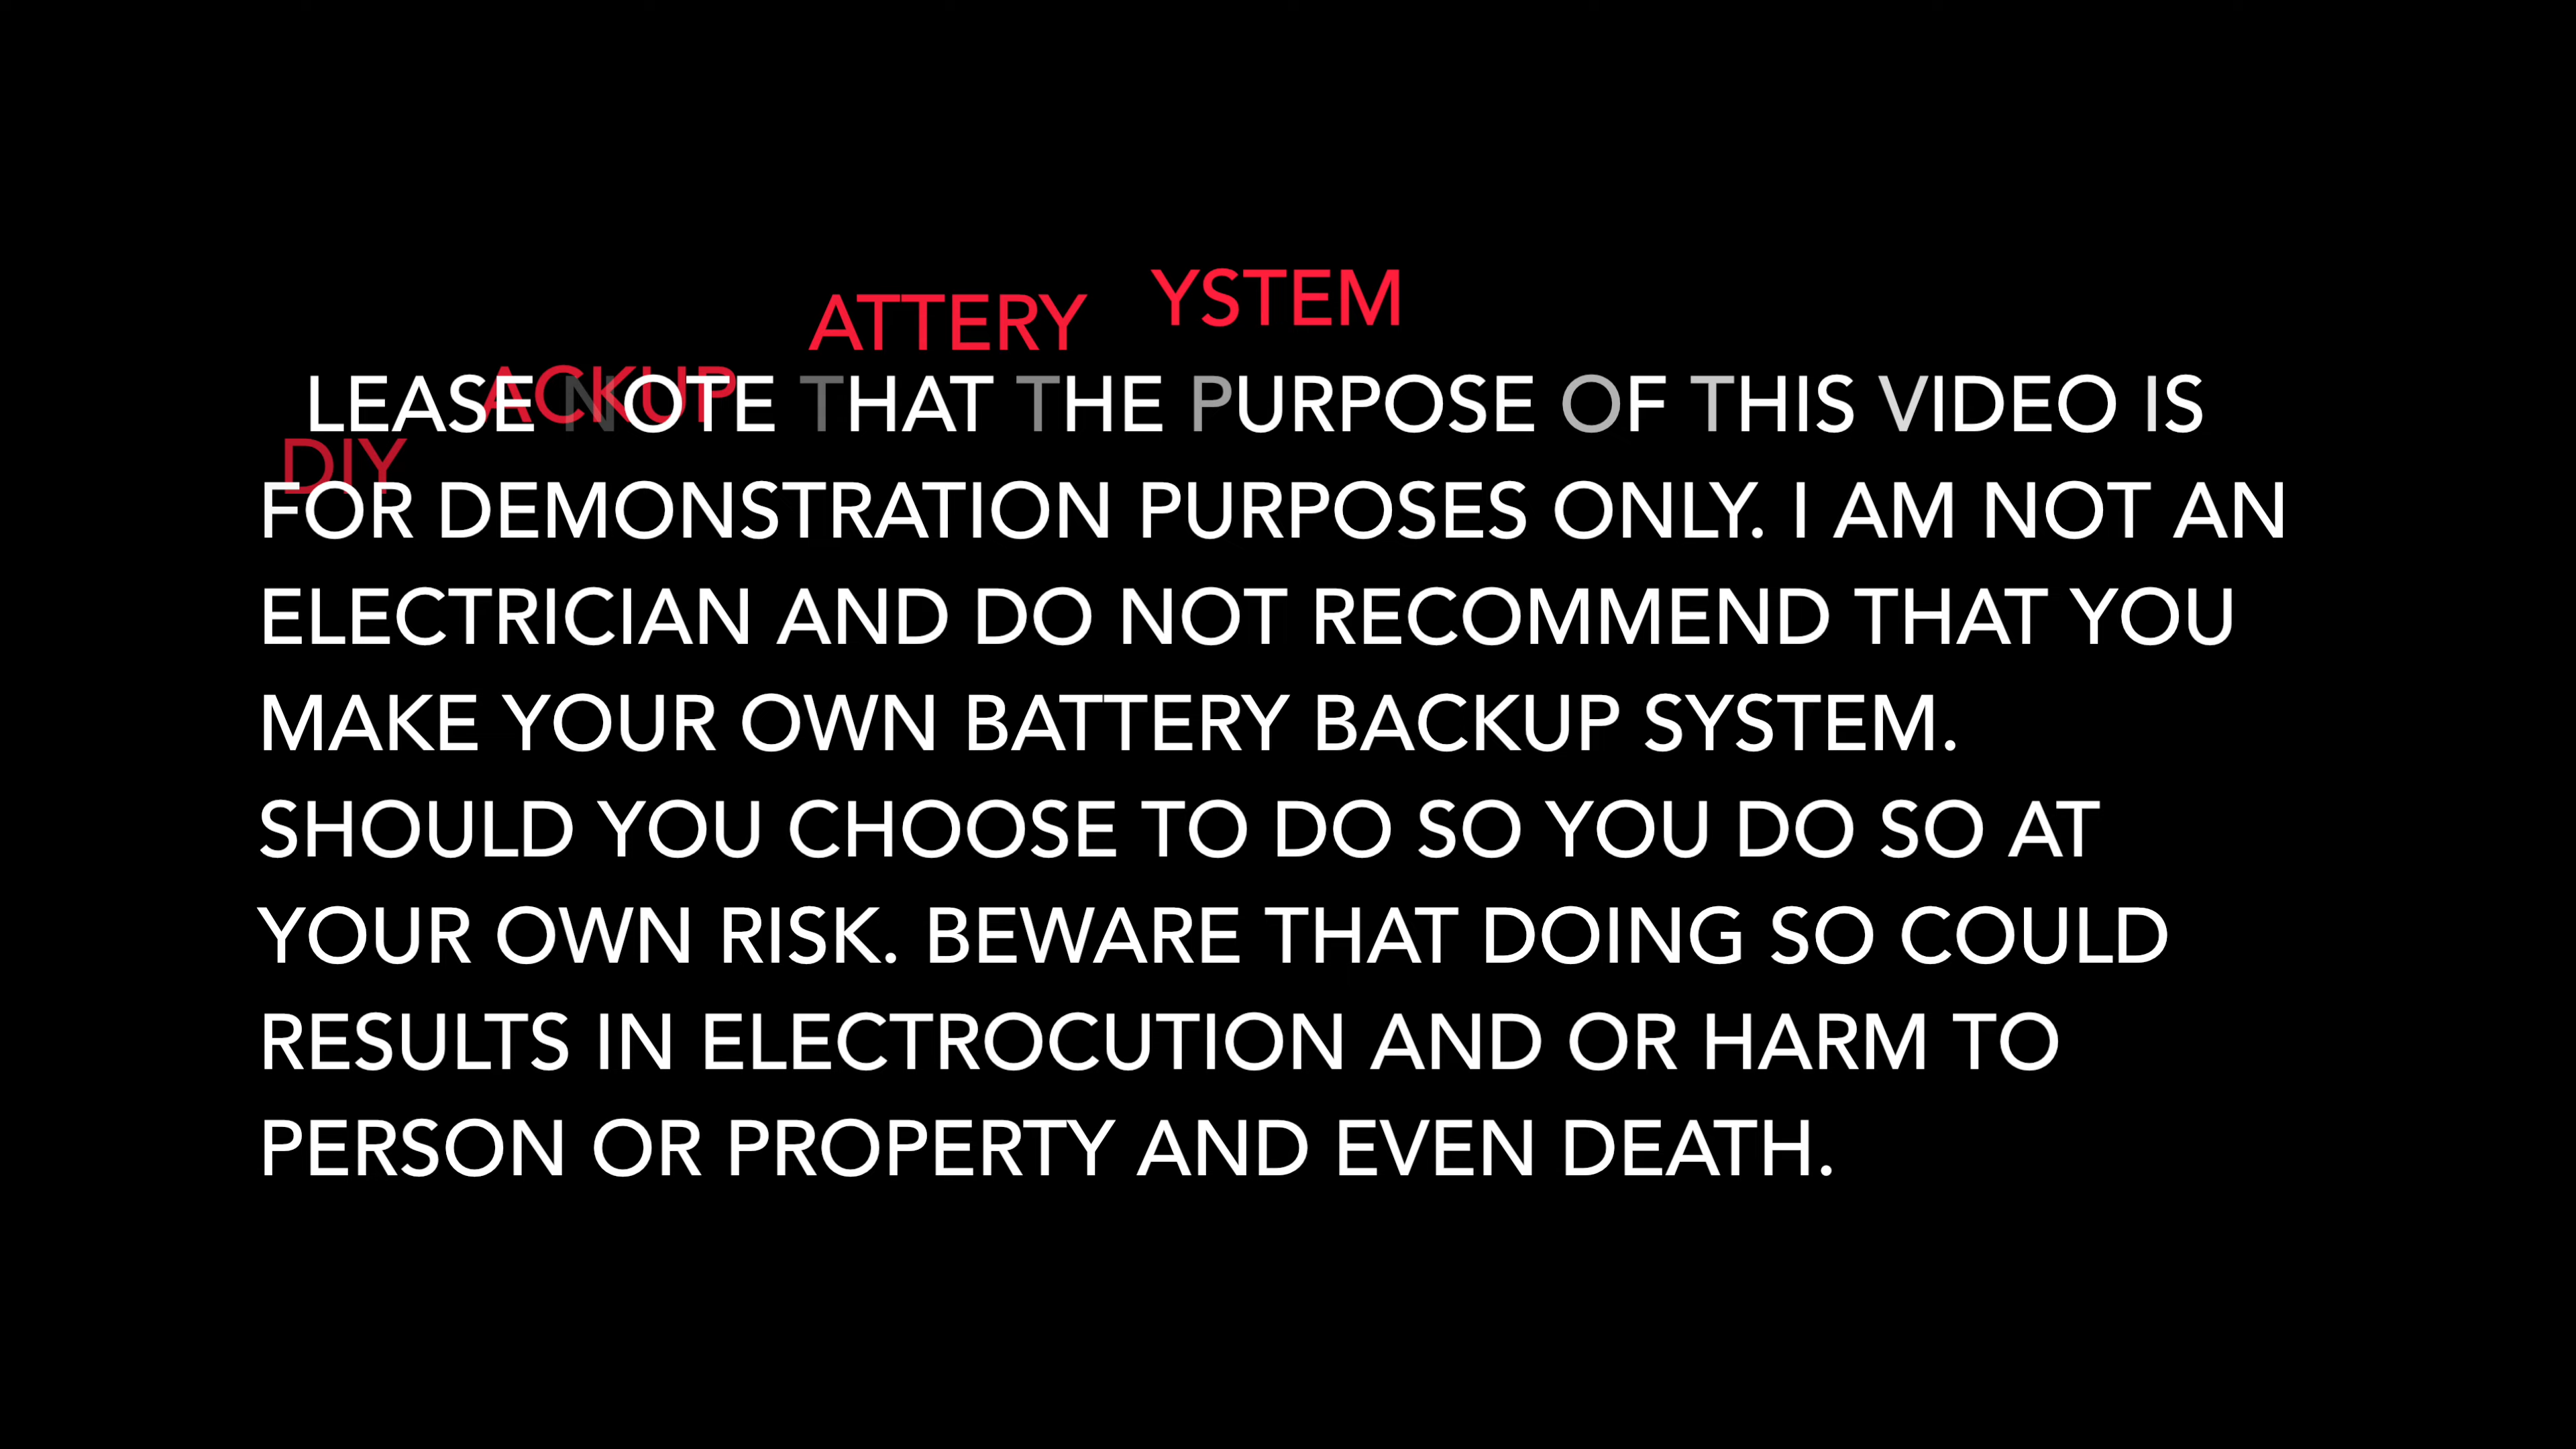 YSTEM
ATTERY
ACKUP
LEASE NOTE THAT THE PURPOSE OF THIS VIDEO IS
DIY
FOR DEMONSTRATION PURPOSES ONLY. I AM NOT AN
ELECTRICIAN AND DO NOT RECOMMEND THAT YOU
MAKE YOUR OWN BATTERY BACKUP SYSTEM.
SHOULD YOU CHOOSE TO DO SO YOU DO SO AT
YOUR OWN RISK. BEWARE THAT DOING SO COULD
RESULTS IN ELECTROCUTION AND OR HARM TO
PERSON OR PROPERTY AND EVEN DEATH.